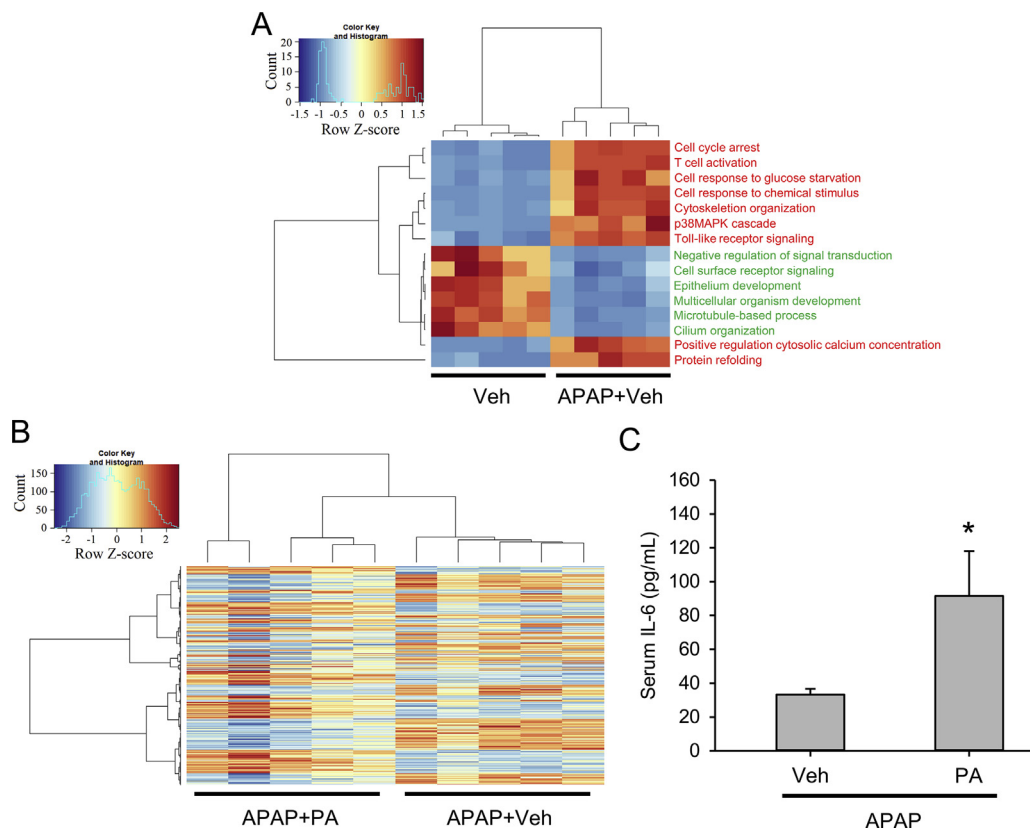 A
Color Key
and Histogram
Count
20
15
10
5
0
-1.5 -1 -0.5 0 0.5 1 1.5
Row Z-score
Cell cycle arrest
T cell activation
Cell response to glucose starvation
Cell response to chemical stimulus
Cytoskeletion organization
p38MAPK cascade
Toll-like receptor signaling
Negative regulation of signal transduction
Cell surface receptor signaling
Epithelium development
Multicellular organism development
Microtubule-based process
Cilium organization
Positive regulation cytosolic calcium concentration
Protein refolding
Veh APAP+Veh
B
Color Key
and Histogram
Count
150
100
50
0
-2 -1 0 1 2
Row Z-score
APAP+PA APAP+Veh
C
Serum IL-6 (pg/mL)
160
140
120
100
80
60
40
20
0
*
Veh PA
APAP